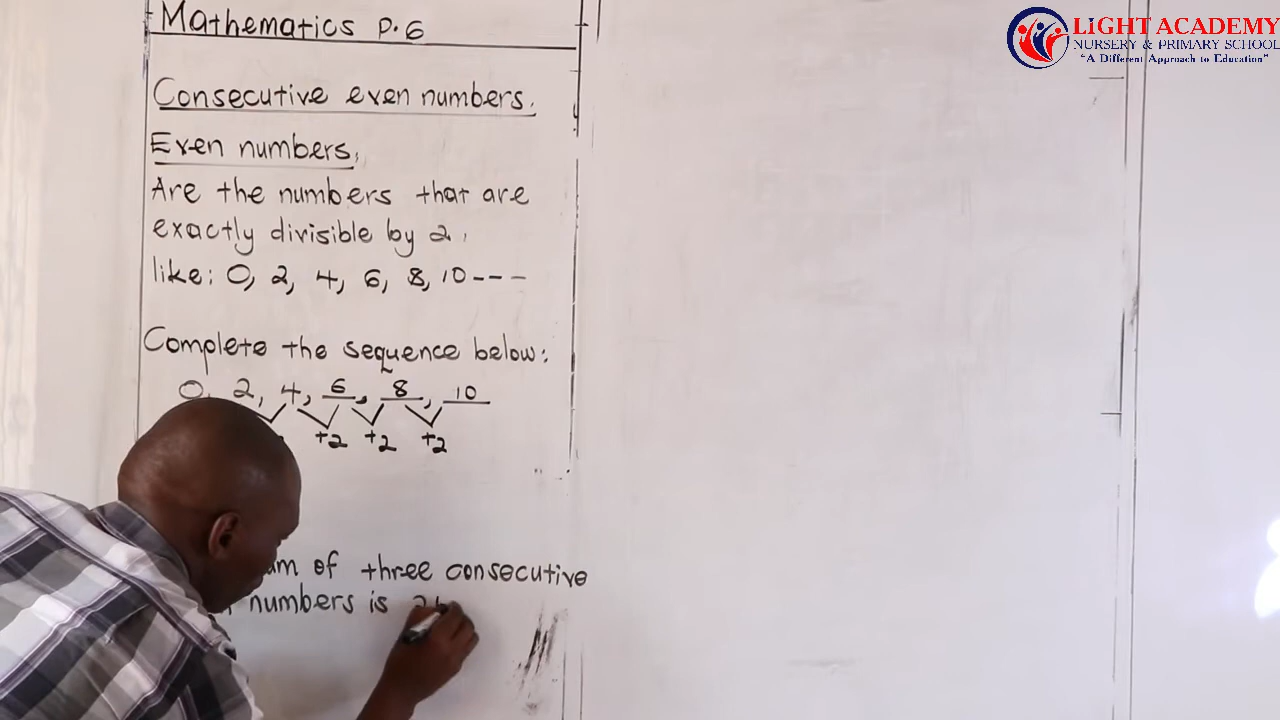 Mathematics P.6
LIGHT ACADEMY
NURSERY & PRIMARY SCHOOL
"A Different Approach to Education"
Consecutive even numbers.
Even numbers.
Are the numbers that are
exactly divisible by 2.
like: 0, 2, 4, 6, 8, 10---
Complete the sequence below:
0, 2, 4, 6, 8, 10
+2 +2 +2
of three consecutive
numbers is